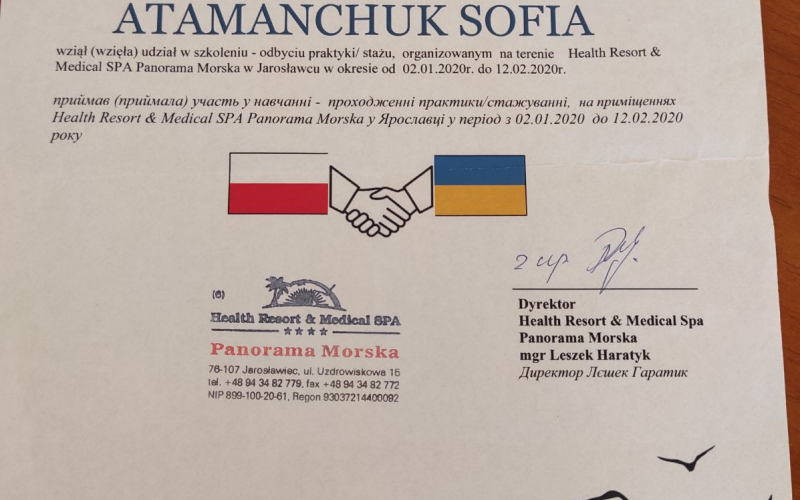 ATAMANCHUK SOFIA
wziął (wzięła) udział w szkoleniu - odbyciu praktyki/ stażu, organizowanym na terenie Health Resort &
Medical SPA Panorama Morska w Jarosławcu w okresie od 02.01.2020r. do 12.02.2020r.
приймав (приймала) участь у навчанні - проходженні практики/стажуванні, на приміщеннях
Health Resort & Medical SPA Panorama Morska у Ярославці у період з 02.01.2020 до 12.02.2020
року
(6)
Health Resort & Medical SPA
Panorama Morska
76-107 Jarosławiec, ul. Uzdrowiskowa 15
tel. +48 94 34 82 779, fax +48 94 34 82 772
NIP 899-100-20-61, Regon 93037214400092
Dyrektor
Health Resort & Medical Spa
Panorama Morska
mgr Leszek Haratyk
Директор Лєшек Гаратик